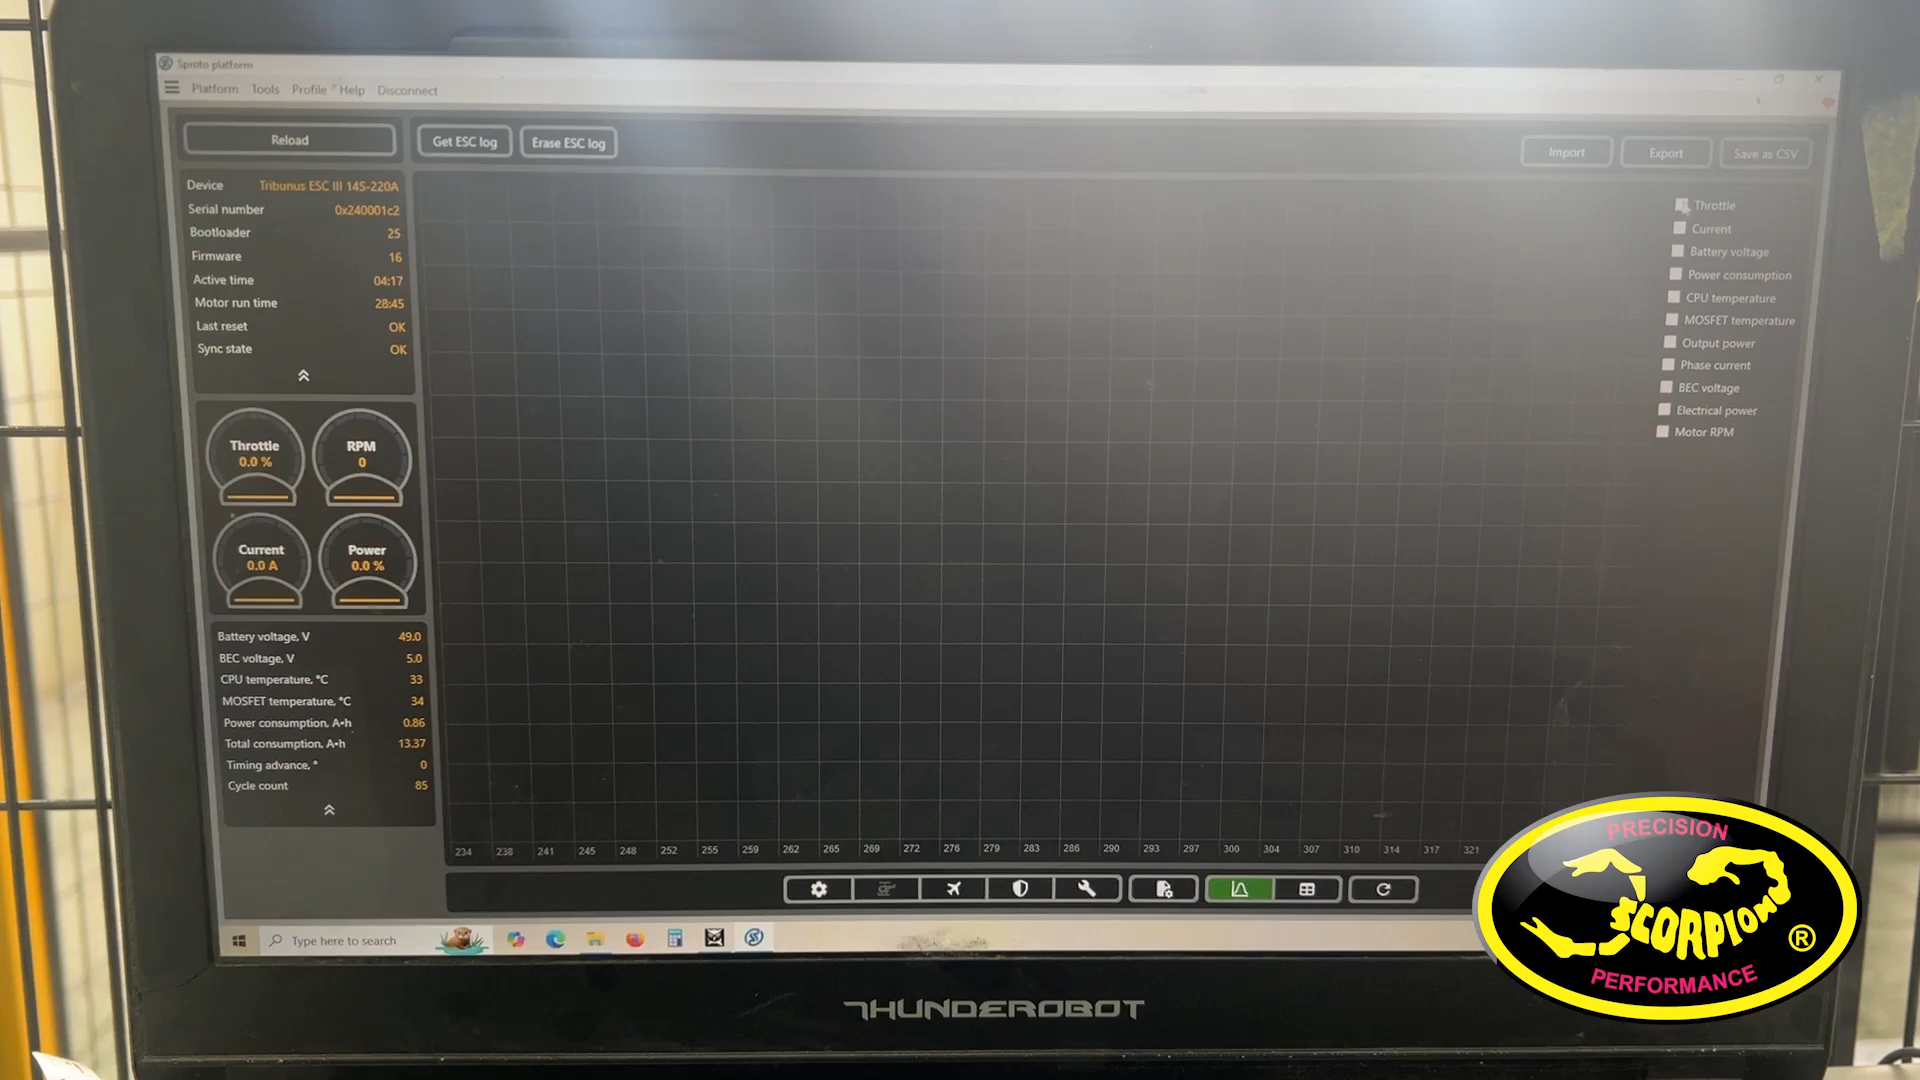 Sproto platform
Platform Tools Profile Help Disconnect
Reload
Get ESC log
Erase ESC log
Import
Export
Save as CSV
Device Tribunus ESC III 14S-220A
Serial number 0x240001c2
Bootloader 25
Firmware 16
Active time 04:17
Motor run time 28:45
Last reset OK
Sync state OK
Throttle
0.0 %
RPM
0
Current
0.0 A
Power
0.0 %
Battery voltage, V 49.0
BEC voltage, V 5.0
CPU temperature, °C 33
MOSFET temperature, °C 34
Power consumption, A•h 0.86
Total consumption, A•h 13.37
Timing advance, ° 0
Cycle count 85
Throttle
Current
Battery voltage
Power consumption
CPU temperature
MOSFET temperature
Output power
Phase current
BEC voltage
Electrical power
Motor RPM
234 238 241 245 248 252 255 259 262 265 269 272 276 279 283 286 290 293 297 300 304 307 310 314 317 321
Type here to search
THUNDEROBOT
PRECISION
SCORPION ®
PERFORMANCE